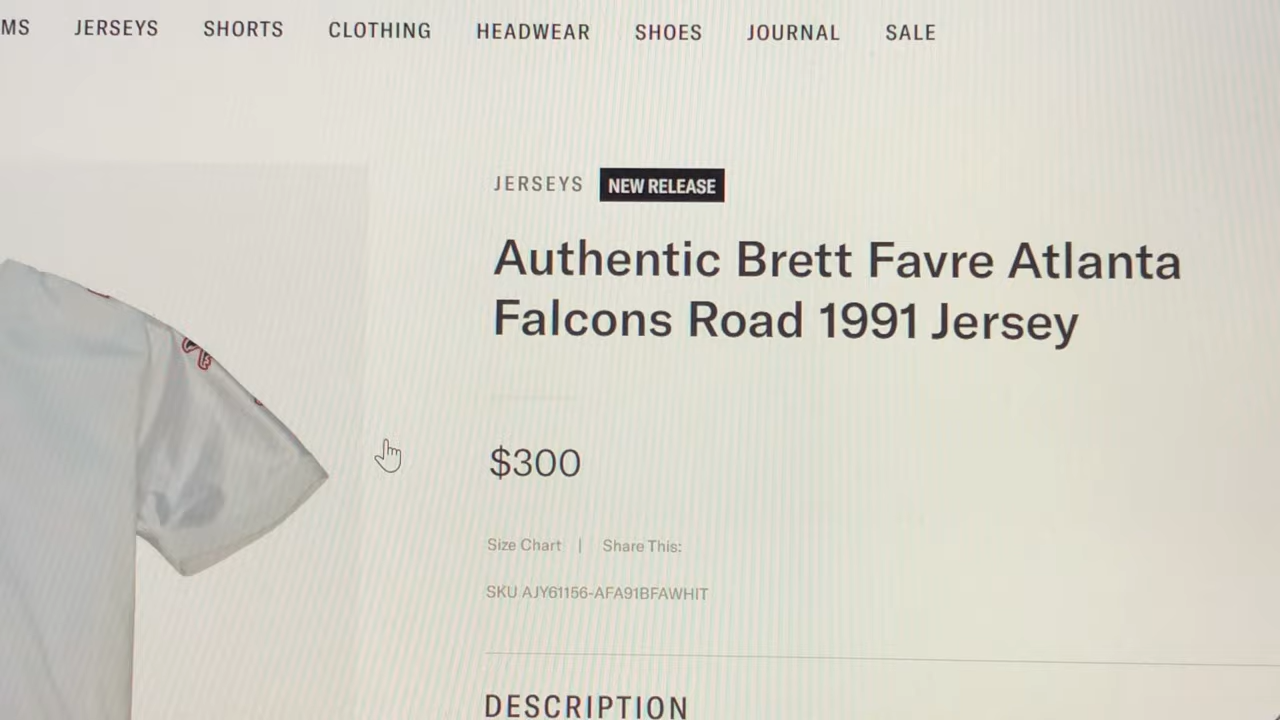 MS JERSEYS SHORTS CLOTHING HEADWEAR SHOES JOURNAL SALE
JERSEYS NEW RELEASE
Authentic Brett Favre Atlanta
Falcons Road 1991 Jersey
$300
Size Chart | Share This:
SKU AJY61156-AFA91BFAWHIT
DESCRIPTION